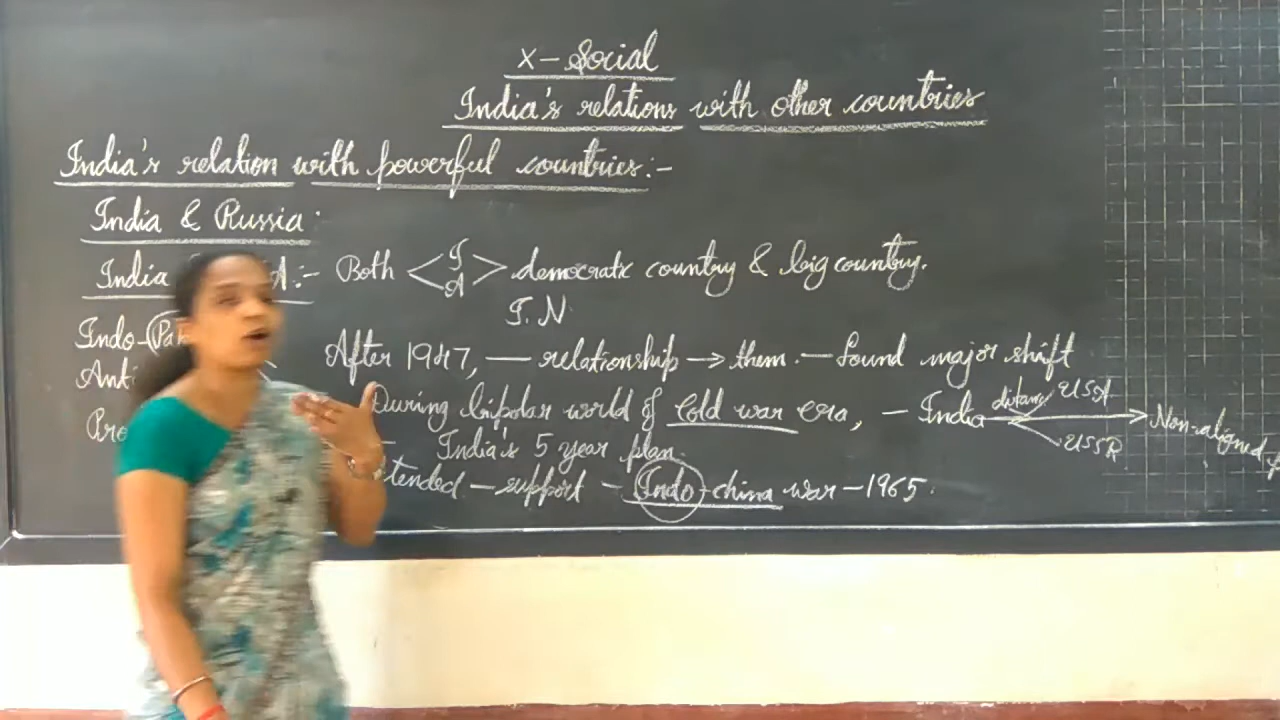 X - Social
India's relations with other countries
India's relation with powerful countries:-
India & Russia
India A:- Both < I A > democratic country & big country.
I. N
Indo-
After 1947, — relationship → them. — found major shift
During bipolar world of cold war era, — India distance USA USSR → Non-aligned
India's 5 year plan.
tended — support — Indo-china war - 1965.